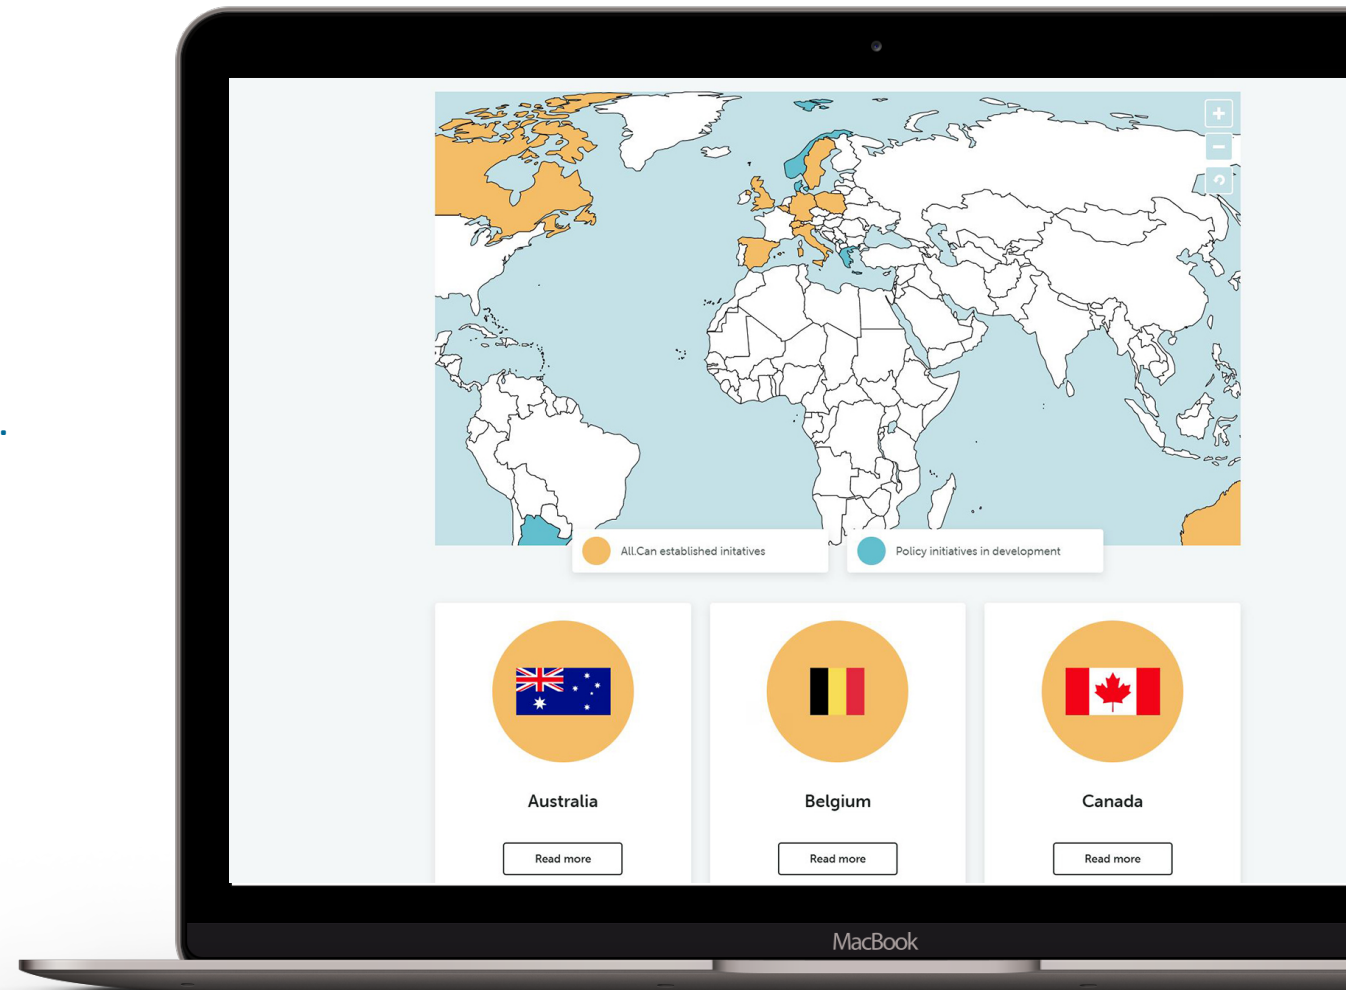 All.Can established initatives
Policy initiatives in development
Australia
Belgium
Canada
Read more
Read more
Read more
MacBook